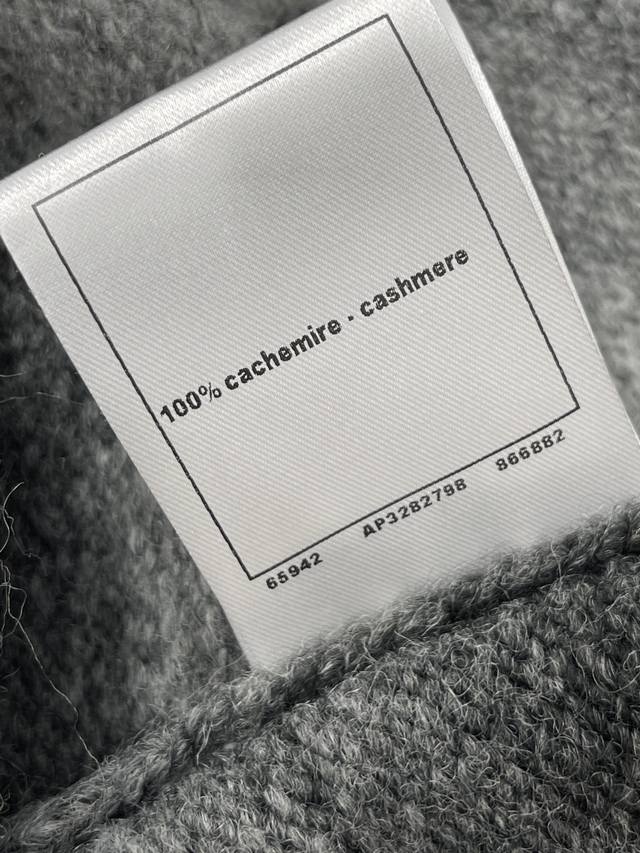 100% cachemire - cashmere
65942 AP3282798 866882